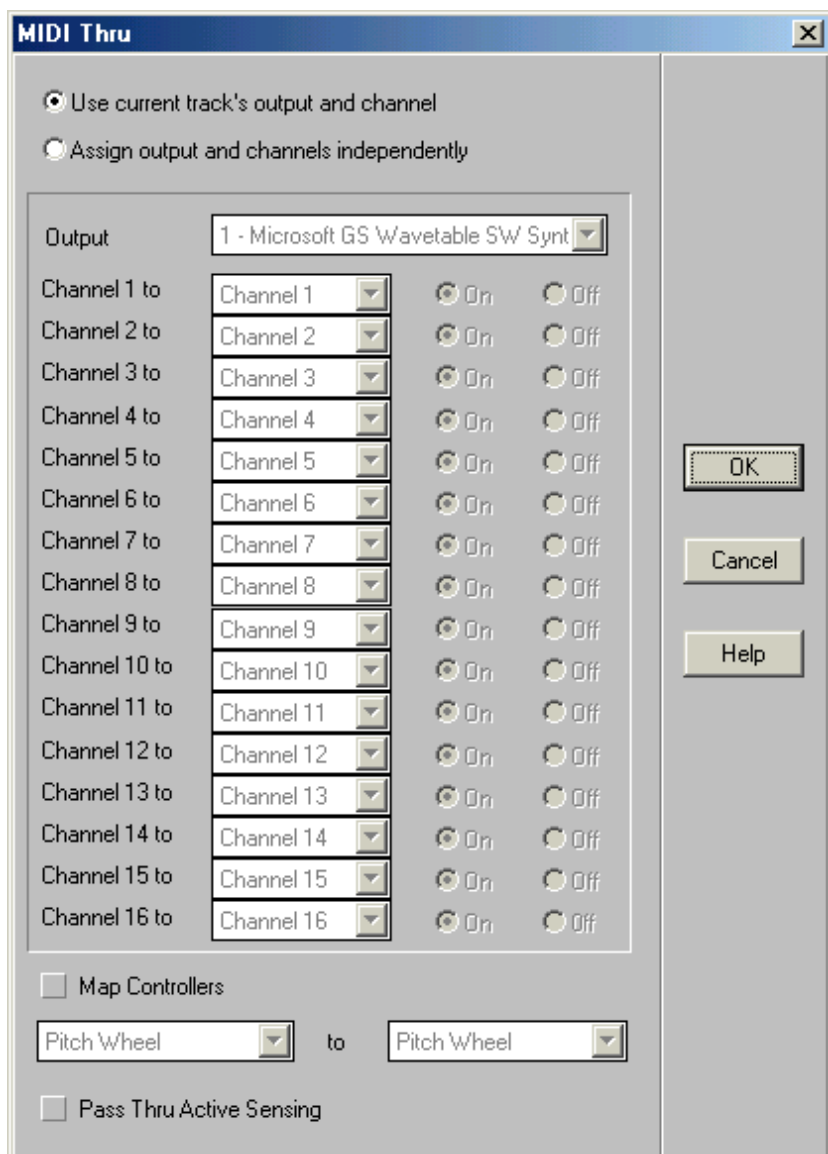 MIDI Thru
Use current track's output and channel
Assign output and channels independently
Output 1 - Microsoft GS Wavetable SW Synt
Channel 1 to Channel 1 On Off
Channel 2 to Channel 2 On Off
Channel 3 to Channel 3 On Off
Channel 4 to Channel 4 On Off
Channel 5 to Channel 5 On Off
Channel 6 to Channel 6 On Off
Channel 7 to Channel 7 On Off
Channel 8 to Channel 8 On Off
Channel 9 to Channel 9 On Off
Channel 10 to Channel 10 On Off
Channel 11 to Channel 11 On Off
Channel 12 to Channel 12 On Off
Channel 13 to Channel 13 On Off
Channel 14 to Channel 14 On Off
Channel 15 to Channel 15 On Off
Channel 16 to Channel 16 On Off
Map Controllers
Pitch Wheel to Pitch Wheel
Pass Thru Active Sensing
OK
Cancel
Help